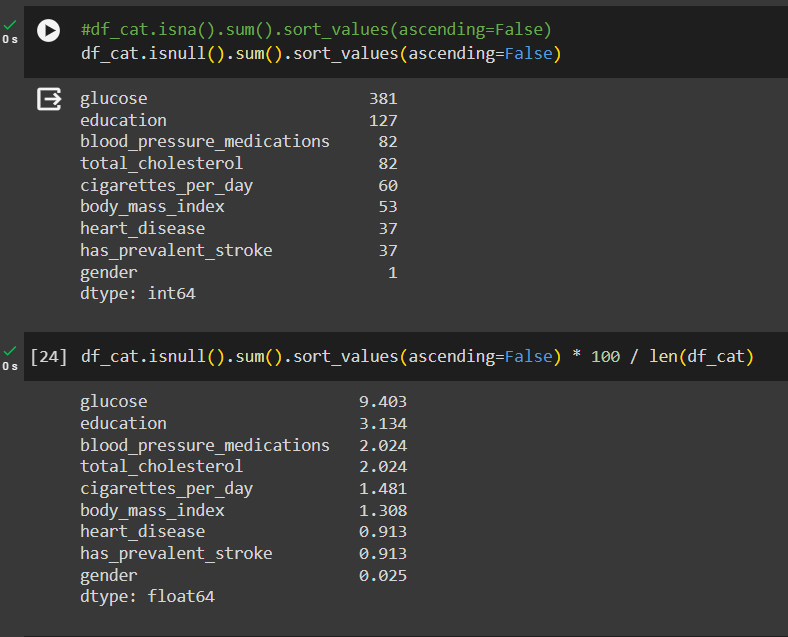 #df_cat.isna().sum().sort_values(ascending=False)
0s
df_cat.isnull().sum().sort_values(ascending=False)
glucose 381
education 127
blood_pressure_medications 82
total_cholesterol 82
cigarettes_per_day 60
body_mass_index 53
heart_disease 37
has_prevalent_stroke 37
gender 1
dtype: int64
[24] df_cat.isnull().sum().sort_values(ascending=False) * 100 / len(df_cat)
0s
glucose 9.403
education 3.134
blood_pressure_medications 2.024
total_cholesterol 2.024
cigarettes_per_day 1.481
body_mass_index 1.308
heart_disease 0.913
has_prevalent_stroke 0.913
gender 0.025
dtype: float64